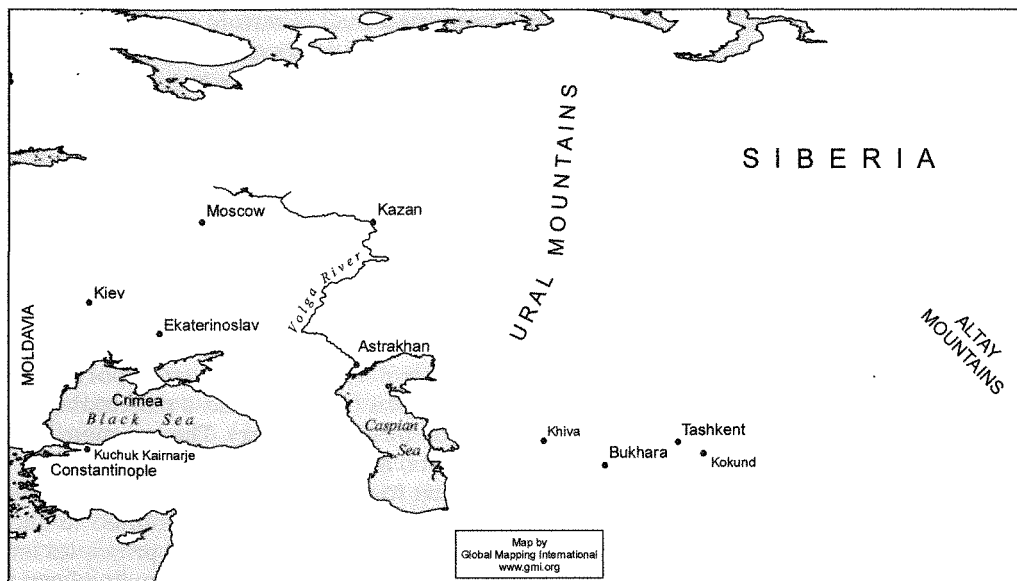 SIBERIA
URAL MOUNTAINS
Moscow
Kazan
Volga River
Kiev
Ekaterinoslav
MOLDAVIA
Astrakhan
ALTAY
MOUNTAINS
Crimea
Black Sea
Caspian
Sea
Khiva
Tashkent
Bukhara
Kokund
Kuchuk Kairnarje
Constantinople
Map by
Global Mapping International
www.gmi.org